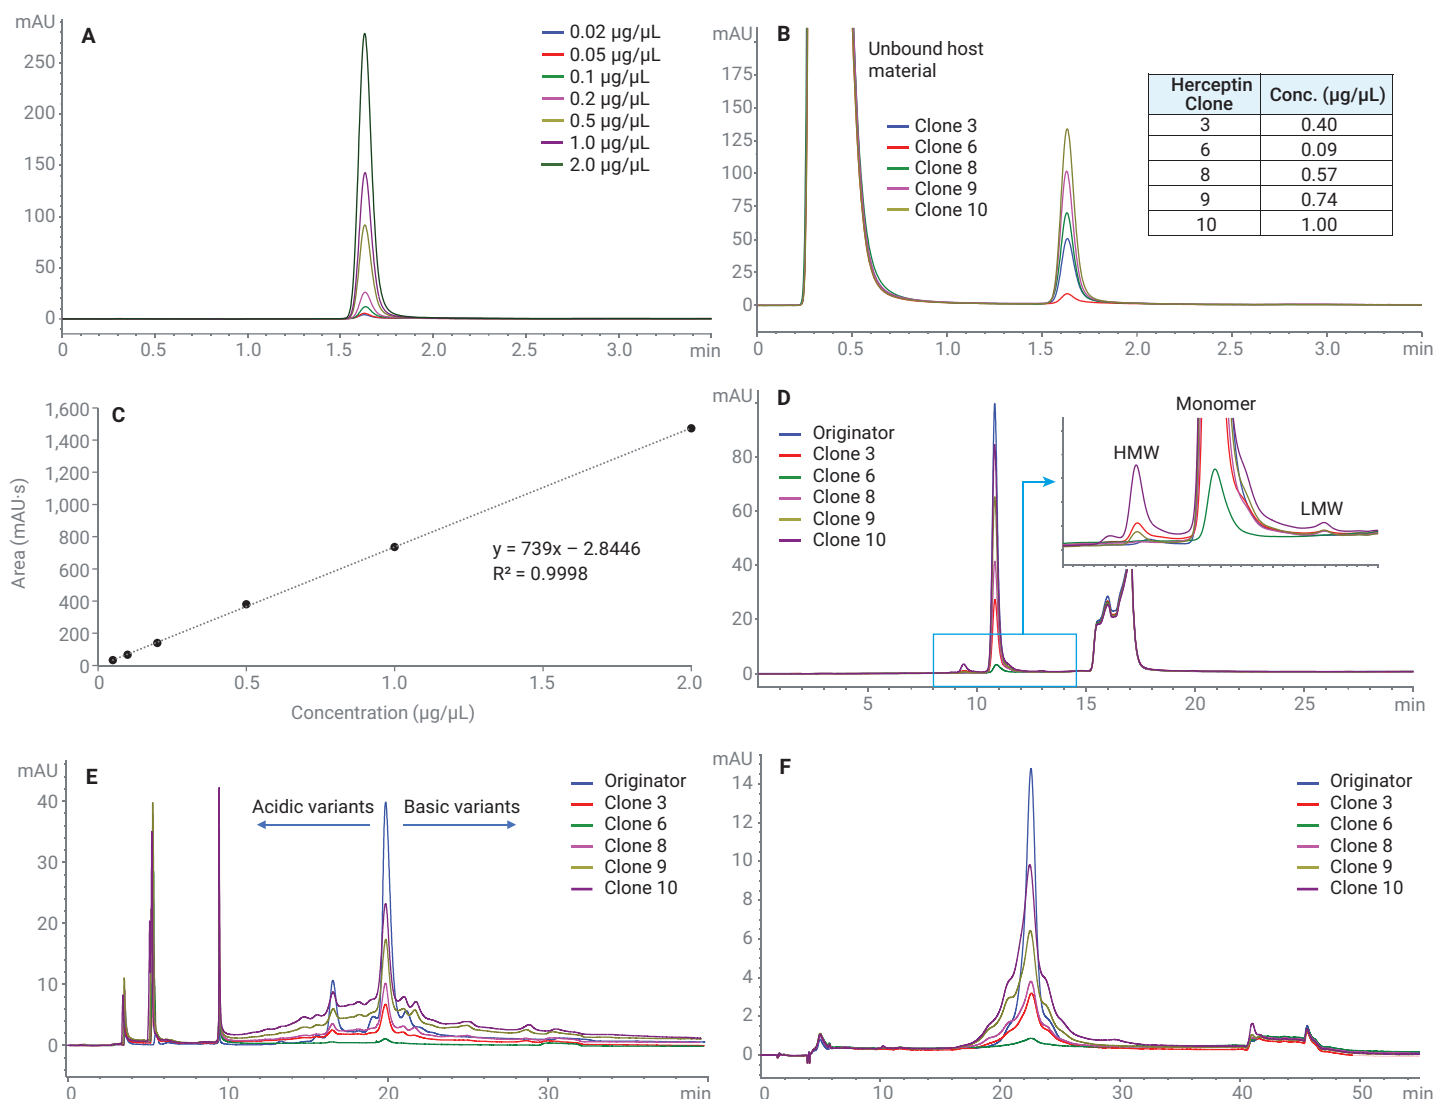 A
mAU
250
200
150
100
50
0
0 0.5 1.0 1.5 2.0 2.5 3.0 min
0.02 µg/µL
0.05 µg/µL
0.1 µg/µL
0.2 µg/µL
0.5 µg/µL
1.0 µg/µL
2.0 µg/µL
B
mAU
175
150
125
100
75
50
25
0
0 0.5 1.0 1.5 2.0 2.5 3.0 min
Unbound host
material
Clone 3
Clone 6
Clone 8
Clone 9
Clone 10
Herceptin
Clone
Conc. (µg/µL)
3 0.40
6 0.09
8 0.57
9 0.74
10 1.00
C
1,600
1,400
1,200
1,000
800
600
400
200
0
Area (mAU·s)
0 0.5 1.0 1.5 2.0
Concentration (µg/µL)
y = 739x – 2.8446
R² = 0.9998
D
mAU
80
60
40
20
0
5 10 15 20 25 min
Originator
Clone 3
Clone 6
Clone 8
Clone 9
Clone 10
Monomer
HMW
LMW
E
mAU
40
30
20
10
0
0 10 20 30 min
Acidic variants
Basic variants
Originator
Clone 3
Clone 6
Clone 8
Clone 9
Clone 10
F
mAU
14
12
10
8
6
4
2
0
0 10 20 30 40 50 min
Originator
Clone 3
Clone 6
Clone 8
Clone 9
Clone 10